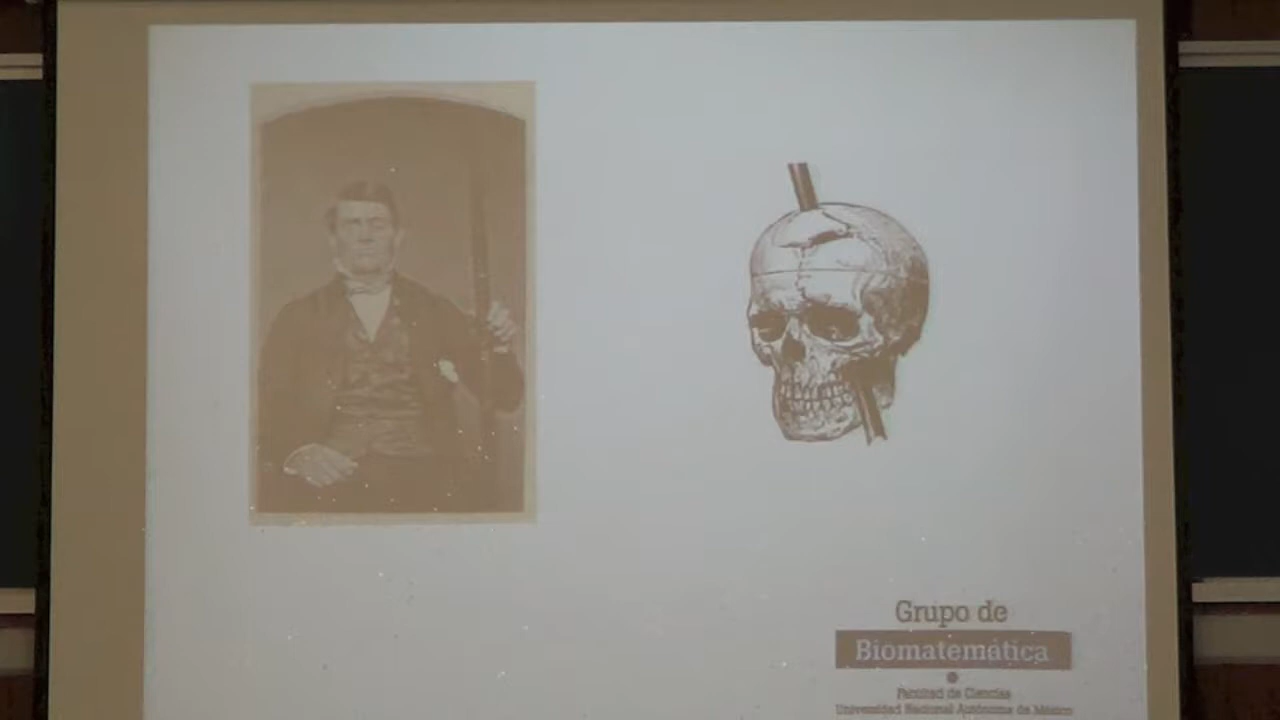 Grupo de
Biomatemática
Facultad de Ciencias
Universidad Nacional Autónoma de México